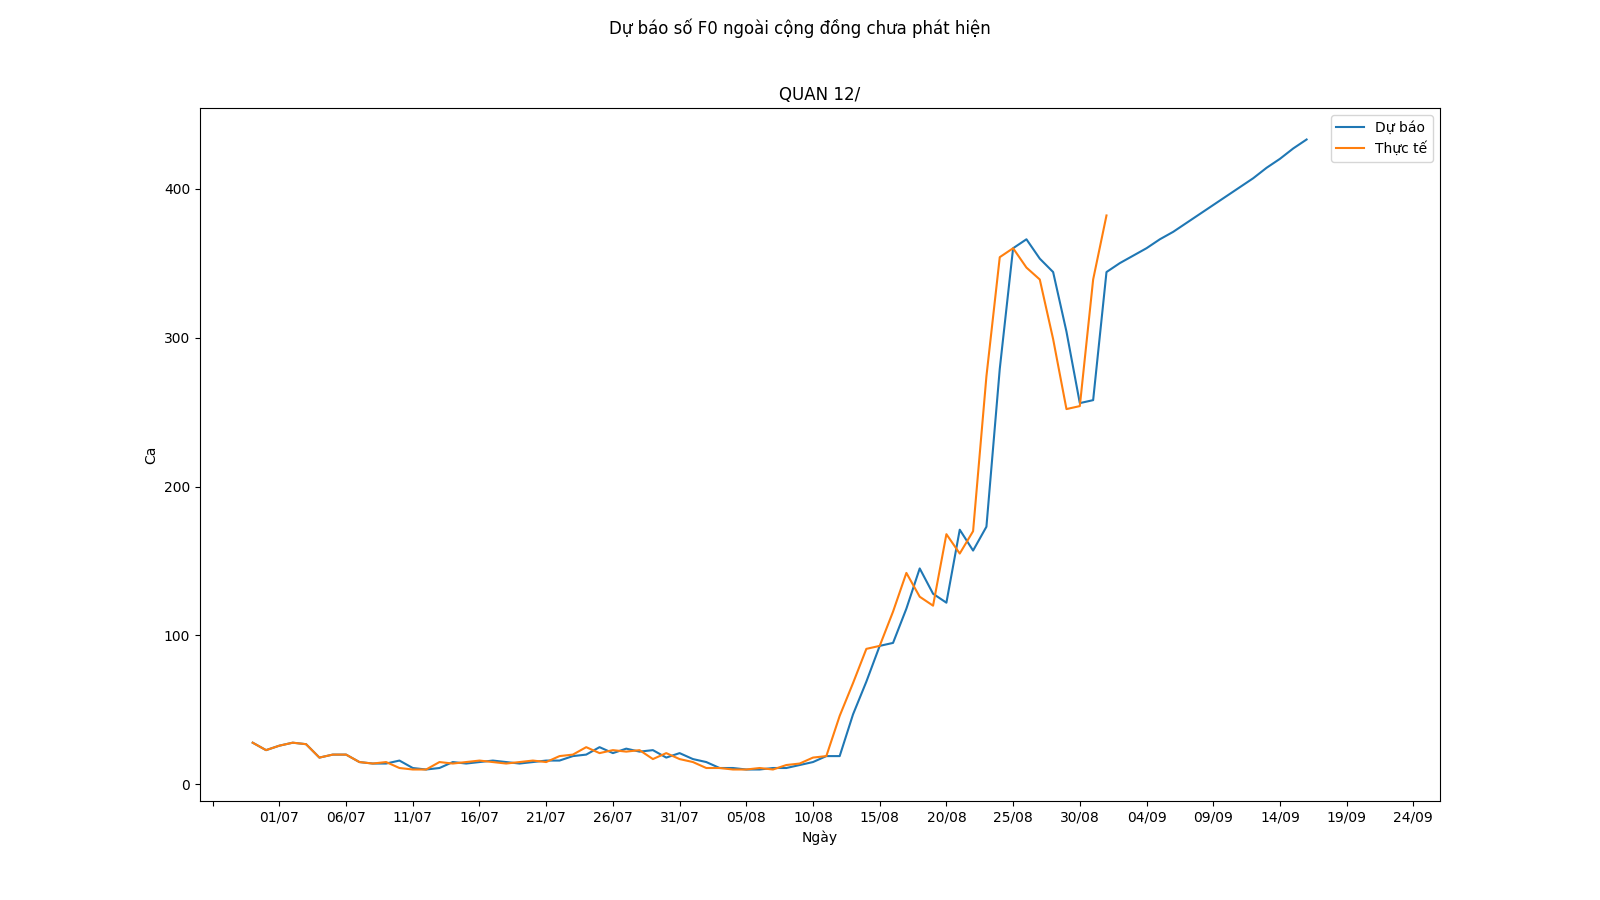 Dự báo số F0 ngoài cộng đồng chưa phát hiện
QUAN 12/
Dự báo
Thực tế
400
300
200
100
0
Ca
01/07 06/07 11/07 16/07 21/07 26/07 31/07 05/08 10/08 15/08 20/08 25/08 30/08 04/09 09/09 14/09 19/09 24/09
Ngày